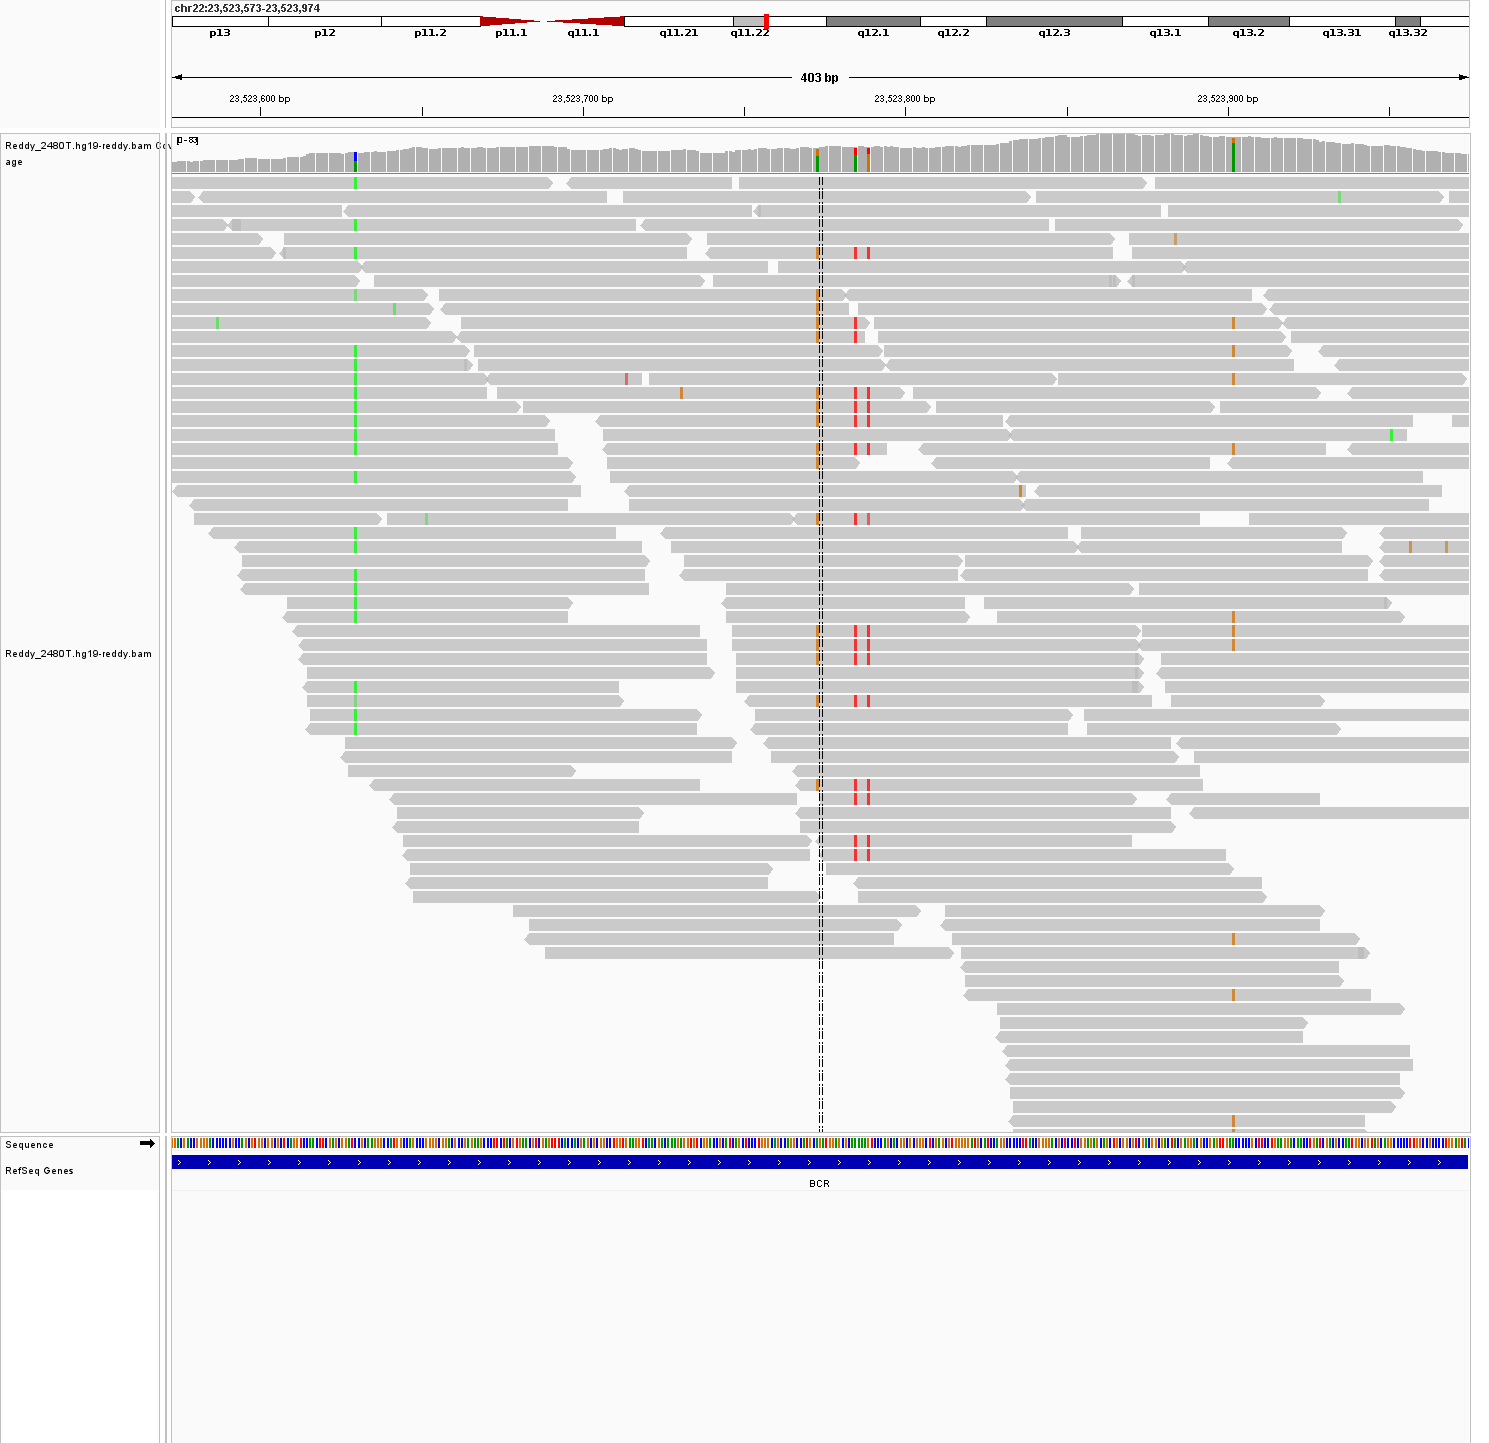 chr22:23,523,573-23,523,974
p13 p12 p11.2 p11.1 q11.1 q11.21 q11.22 q12.1 q12.2 q12.3 q13.1 q13.2 q13.31 q13.32
403 bp
23,523,600 bp 23,523,700 bp 23,523,800 bp 23,523,900 bp
Reddy_2480T.hg19-reddy.bam Cov
age
[0 - 83]
Reddy_2480T.hg19-reddy.bam
Sequence
RefSeq Genes
BCR